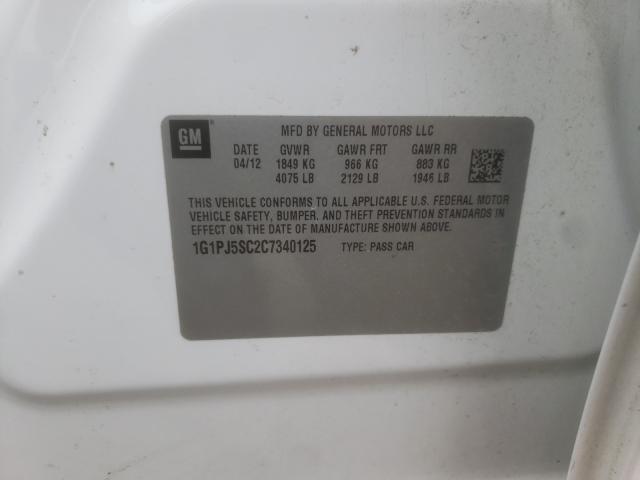 GM
MFD BY GENERAL MOTORS LLC
DATE GVWR GAWR FRT GAWR RR
04/12 1849 KG 966 KG 883 KG
4075 LB 2129 LB 1946 LB
THIS VEHICLE CONFORMS TO ALL APPLICABLE U.S. FEDERAL MOTOR
VEHICLE SAFETY, BUMPER, AND THEFT PREVENTION STANDARDS IN
EFFECT ON THE DATE OF MANUFACTURE SHOWN ABOVE.
1G1PJ5SC2C7340125 TYPE: PASS CAR